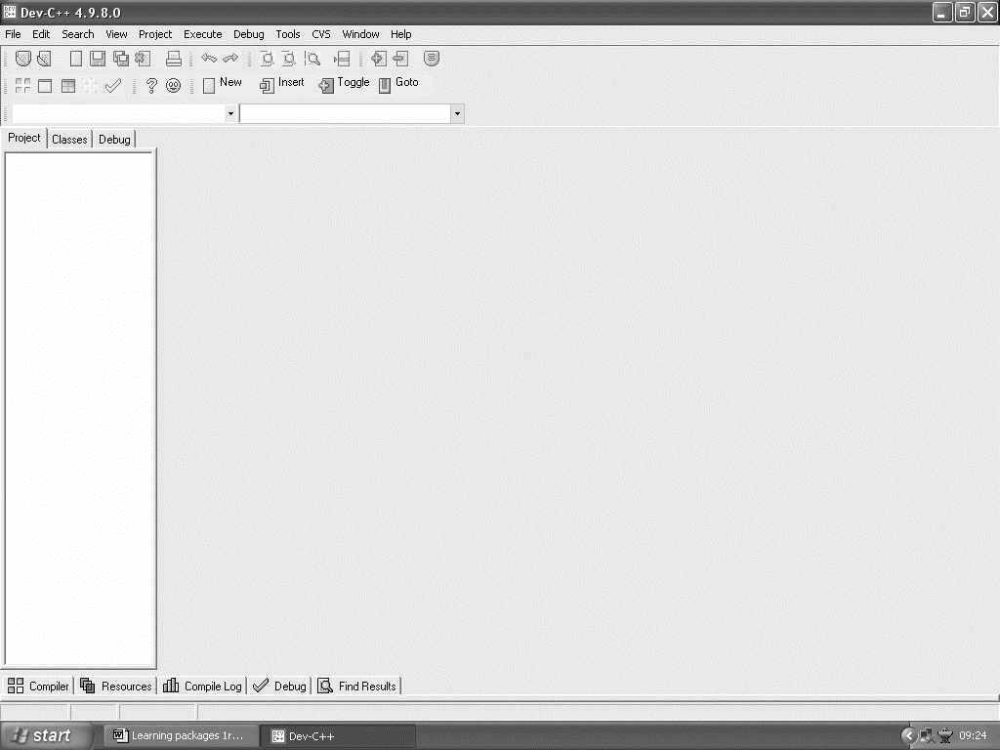 Dev-C++ 4.9.8.0
File Edit Search View Project Execute Debug Tools CVS Window Help
New Insert Toggle Goto
Project Classes Debug
Compiler Resources Compile Log Debug Find Results
start Learning packages 1r... Dev-C++ 09:24